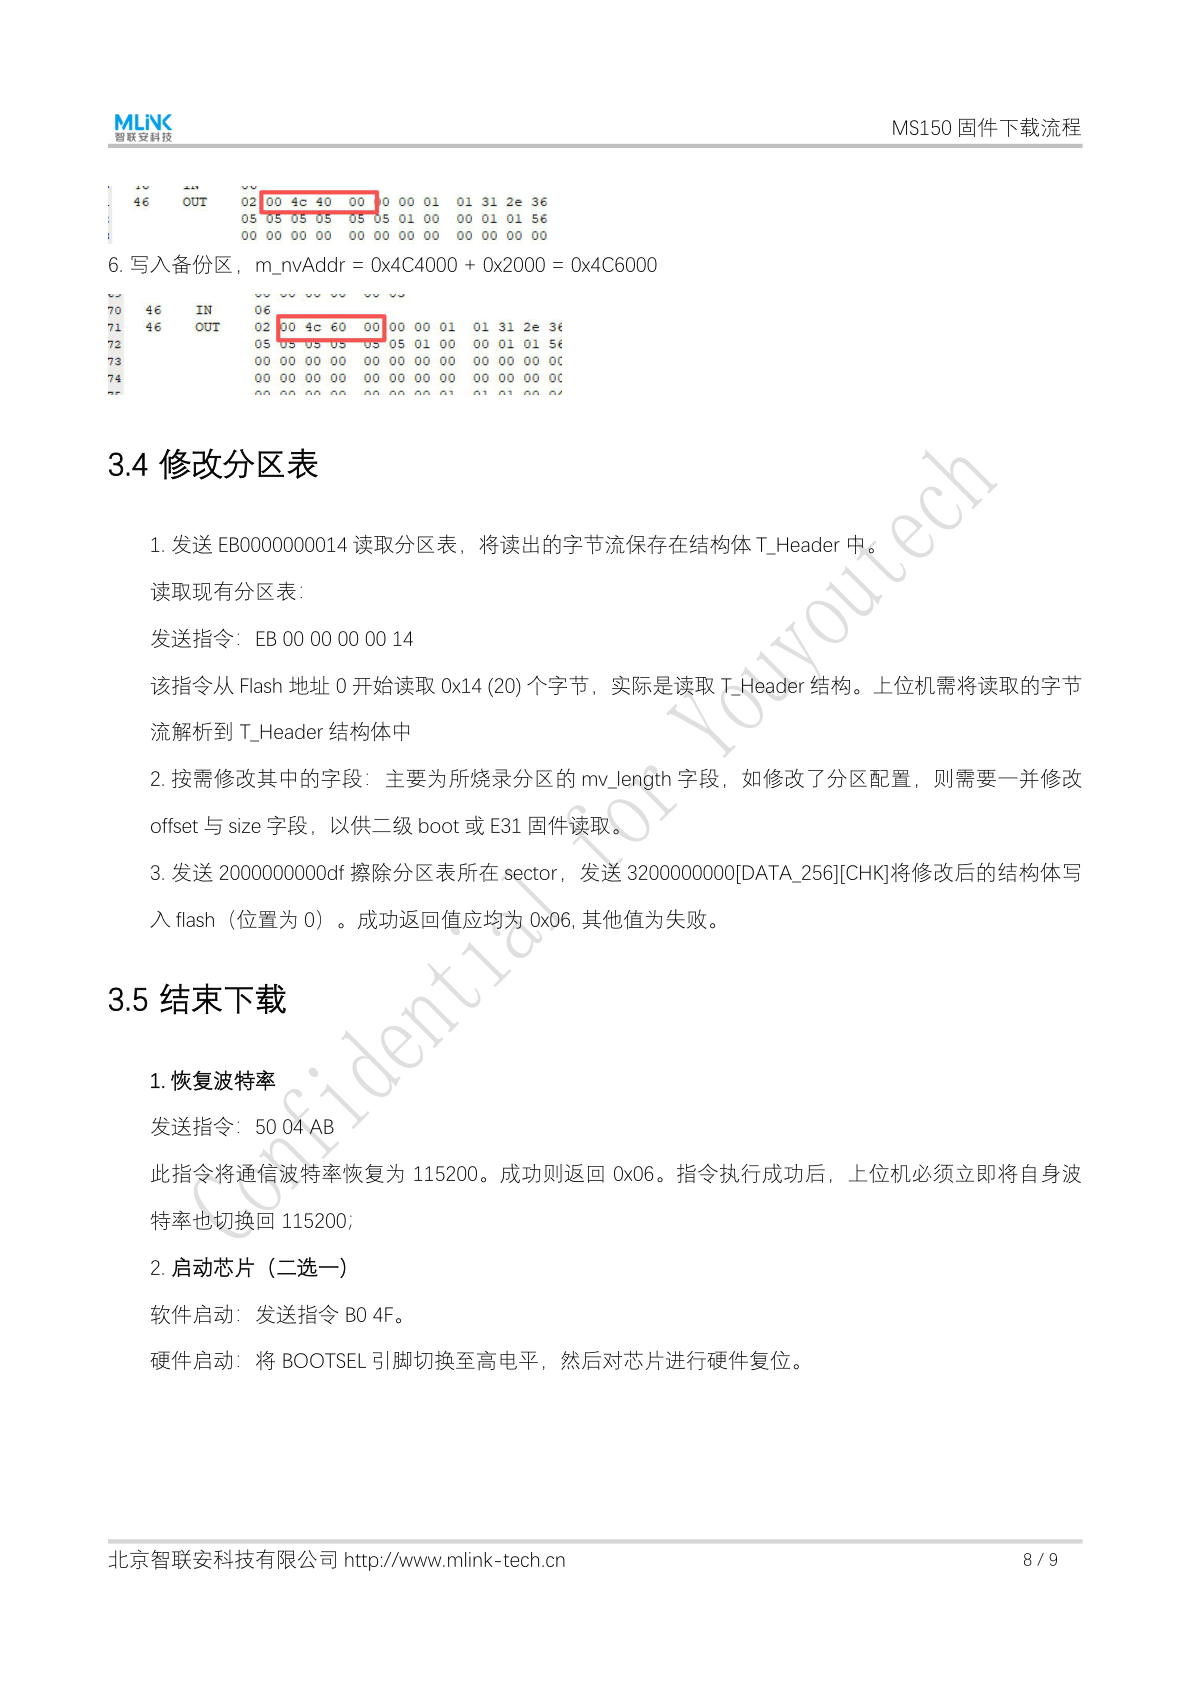 MLiNK
智联安科技
MS150 固件下载流程
46 IN 06
46 OUT 02 00 4c 40 00 00 00 01 01 31 2e 36
05 05 05 05 05 05 01 00 00 01 01 56
00 00 00 00 00 00 00 00 00 00 00 00
6. 写入备份区，m_nvAddr = 0x4C4000 + 0x2000 = 0x4C6000
70 46 IN 06
71 46 OUT 02 00 4c 60 00 00 00 01 01 31 2e 36
72 05 05 05 05 05 05 01 00 00 01 01 56
73 00 00 00 00 00 00 00 00 00 00 00 00
74 00 00 00 00 00 00 00 00 00 00 00 00
3.4 修改分区表
1. 发送 EB0000000014 读取分区表，将读出的字节流保存在结构体 T_Header 中。
读取现有分区表：
发送指令：EB 00 00 00 00 14
该指令从 Flash 地址 0 开始读取 0x14 (20) 个字节，实际是读取 T_Header 结构。上位机需将读取的字节
流解析到 T_Header 结构体中
2. 按需修改其中的字段：主要为所烧录分区的 mv_length 字段，如修改了分区配置，则需要一并修改
offset 与 size 字段，以供二级 boot 或 E31 固件读取。
3. 发送 2000000000df 擦除分区表所在 sector，发送 3200000000[DATA_256][CHK]将修改后的结构体写
入 flash（位置为 0）。成功返回值应均为 0x06, 其他值为失败。
3.5 结束下载
1. 恢复波特率
发送指令：50 04 AB
此指令将通信波特率恢复为 115200。成功则返回 0x06。指令执行成功后，上位机必须立即将自身波
特率也切换回 115200；
2. 启动芯片（二选一）
软件启动：发送指令 B0 4F。
硬件启动：将 BOOTSEL 引脚切换至高电平，然后对芯片进行硬件复位。
Confidential for Youyoutech
北京智联安科技有限公司 http://www.mlink-tech.cn
8 / 9